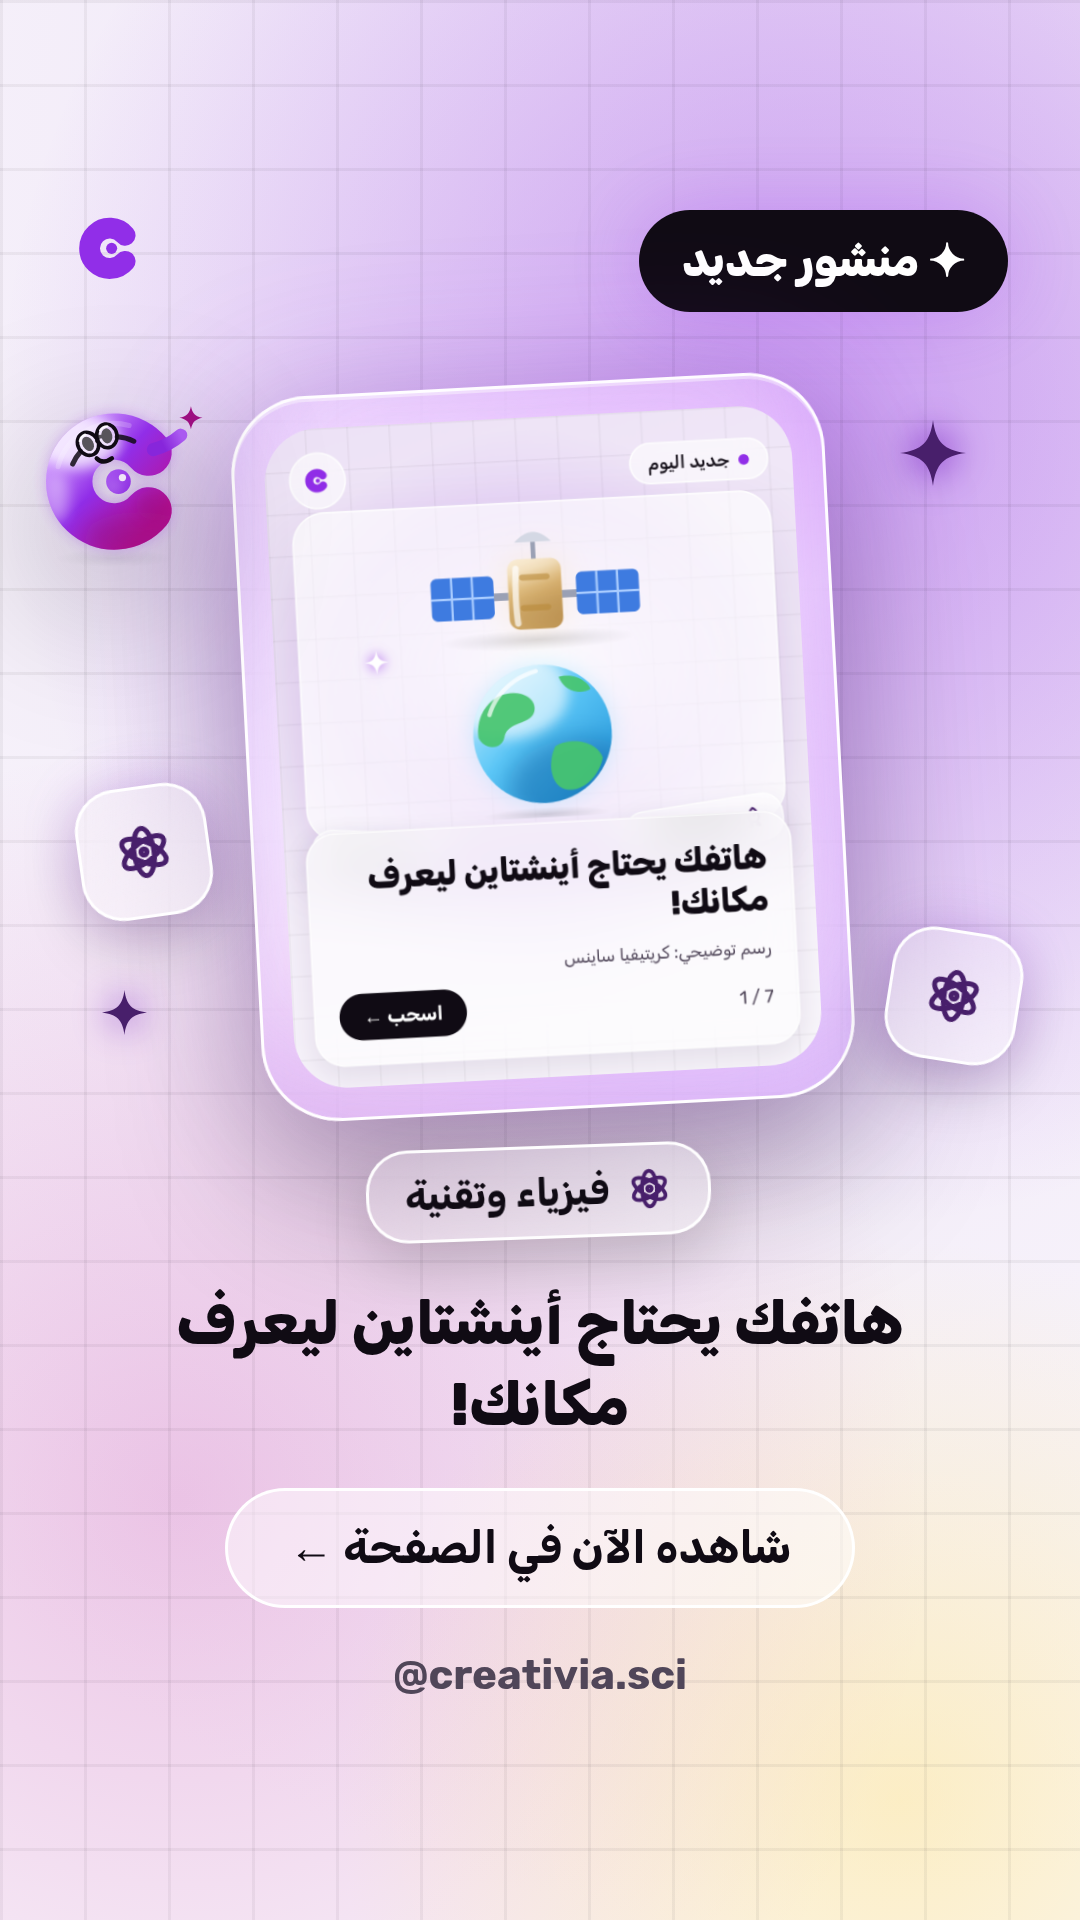 ✦ منشور جديد
جديد اليوم
هاتفك يحتاج أينشتاين ليعرف
مكانك!
رسم توضيحي: كريتيفيا ساينس
1 / 7
اسحب ←
فيزياء وتقنية
هاتفك يحتاج أينشتاين ليعرف
مكانك!
شاهده الآن في الصفحة ←
@creativia.sci